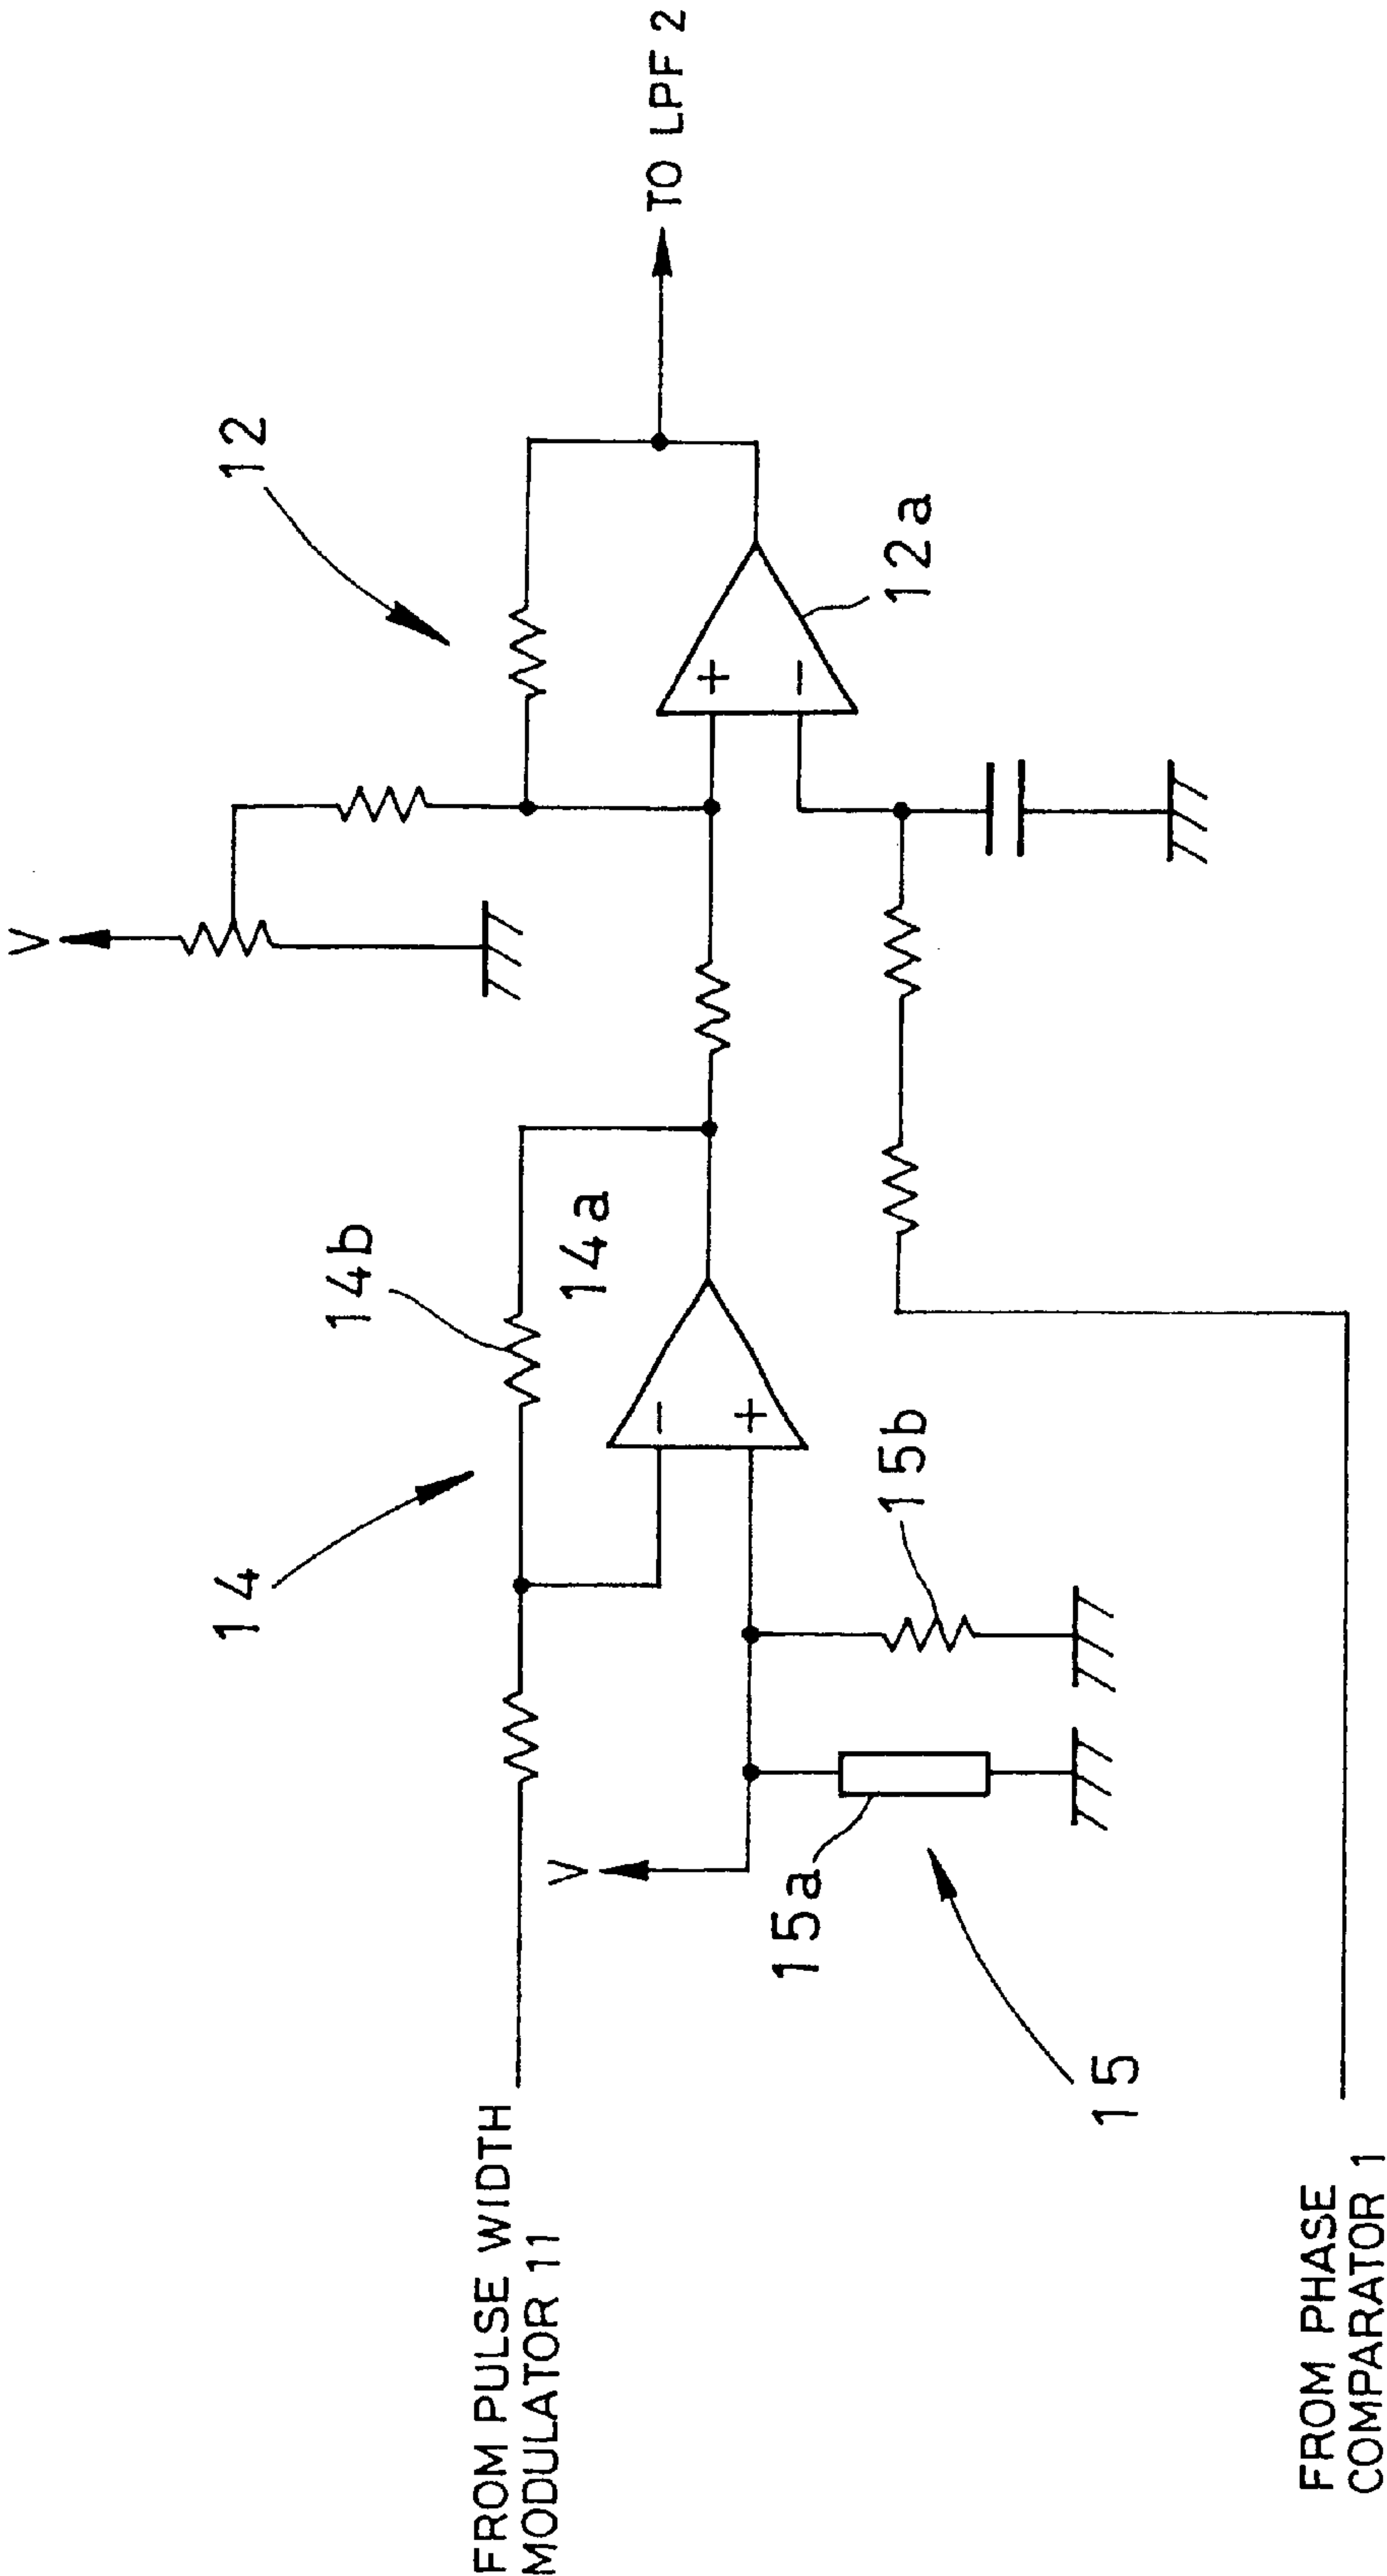 V
12
TO LPF 2
12a
+
−
14
14b
14a
−
+
15b
V
15a
15
FROM PULSE WIDTH
MODULATOR 11
FROM PHASE
COMPARATOR 1